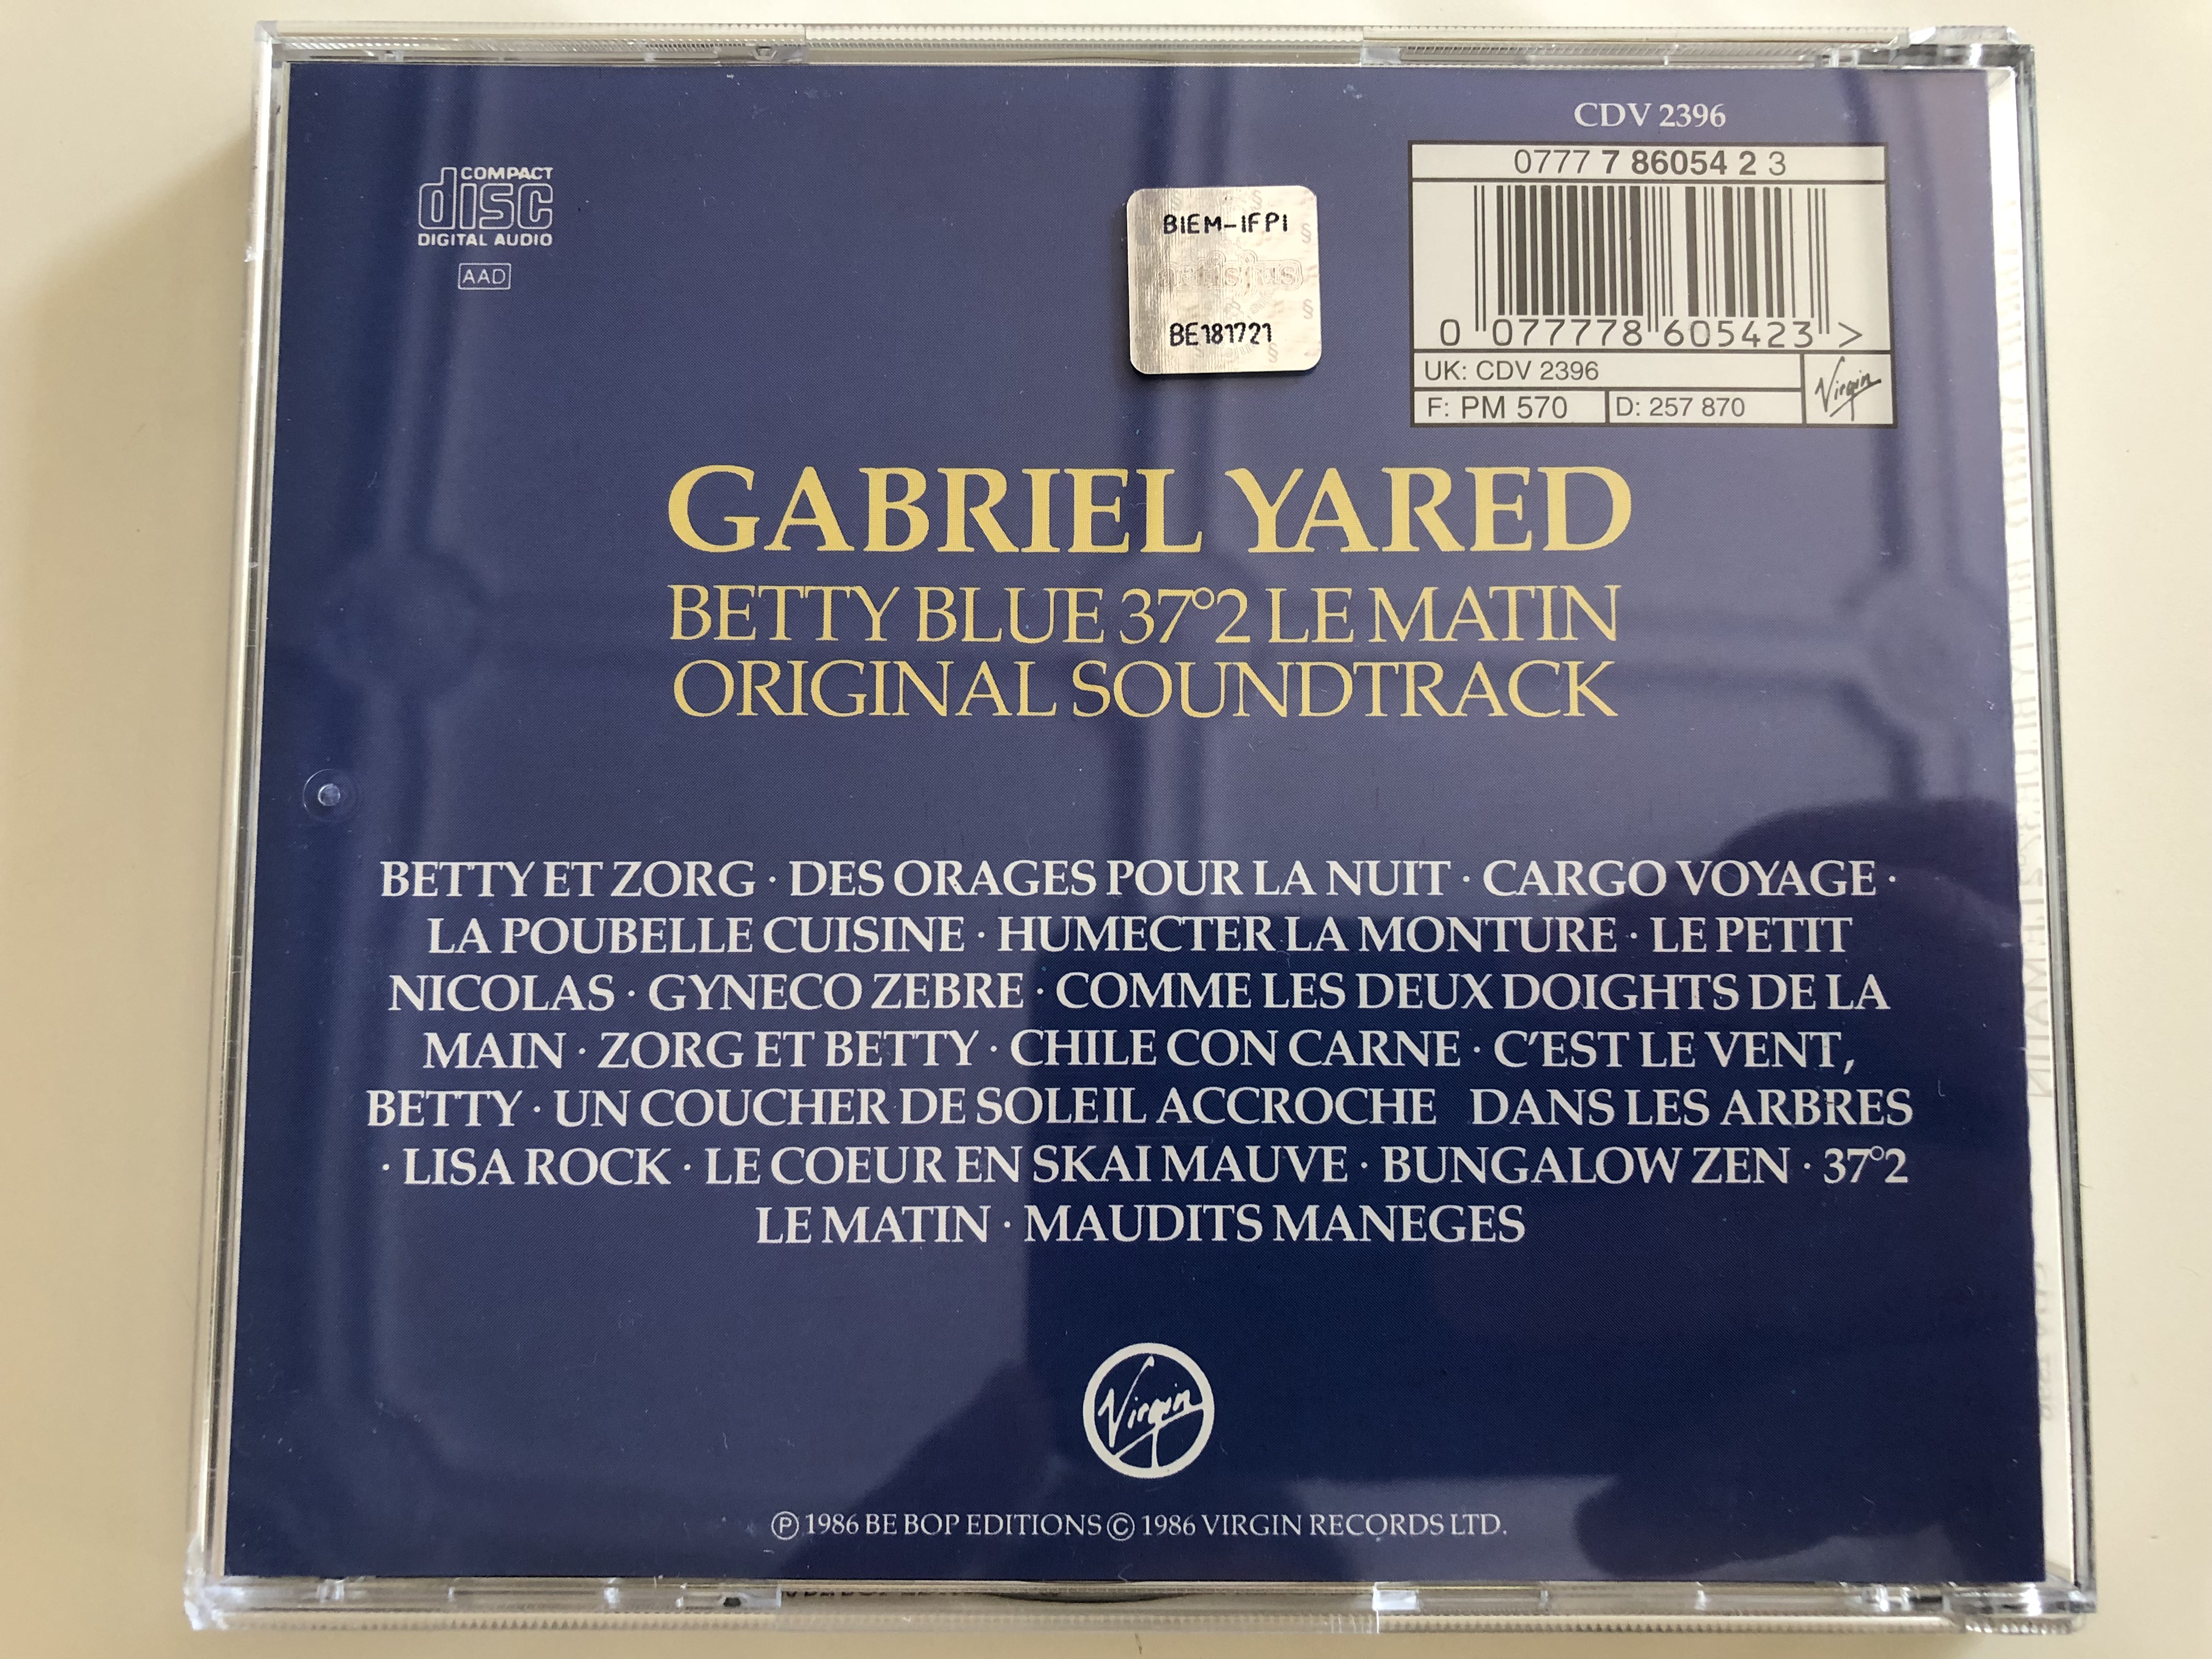 CDV 2396
0777 7 86054 2 3
COMPACT
disc
DIGITAL AUDIO
AAD
BIEM-IFPI
artisjus
BE181721
0 077778 605423 >
UK: CDV 2396
F: PM 570 D: 257 870
Virgin
GABRIEL YARED
BETTY BLUE 37°2 LE MATIN
ORIGINAL SOUNDTRACK
BETTY ET ZORG · DES ORAGES POUR LA NUIT · CARGO VOYAGE ·
LA POUBELLE CUISINE · HUMECTER LA MONTURE · LE PETIT
NICOLAS · GYNECO ZEBRE · COMME LES DEUX DOIGHTS DE LA
MAIN · ZORG ET BETTY · CHILE CON CARNE · C'EST LE VENT,
BETTY · UN COUCHER DE SOLEIL ACCROCHE DANS LES ARBRES
· LISA ROCK · LE COEUR EN SKAI MAUVE · BUNGALOW ZEN · 37°2
LE MATIN · MAUDITS MANEGES
Virgin
Ⓟ 1986 BE BOP EDITIONS © 1986 VIRGIN RECORDS LTD.